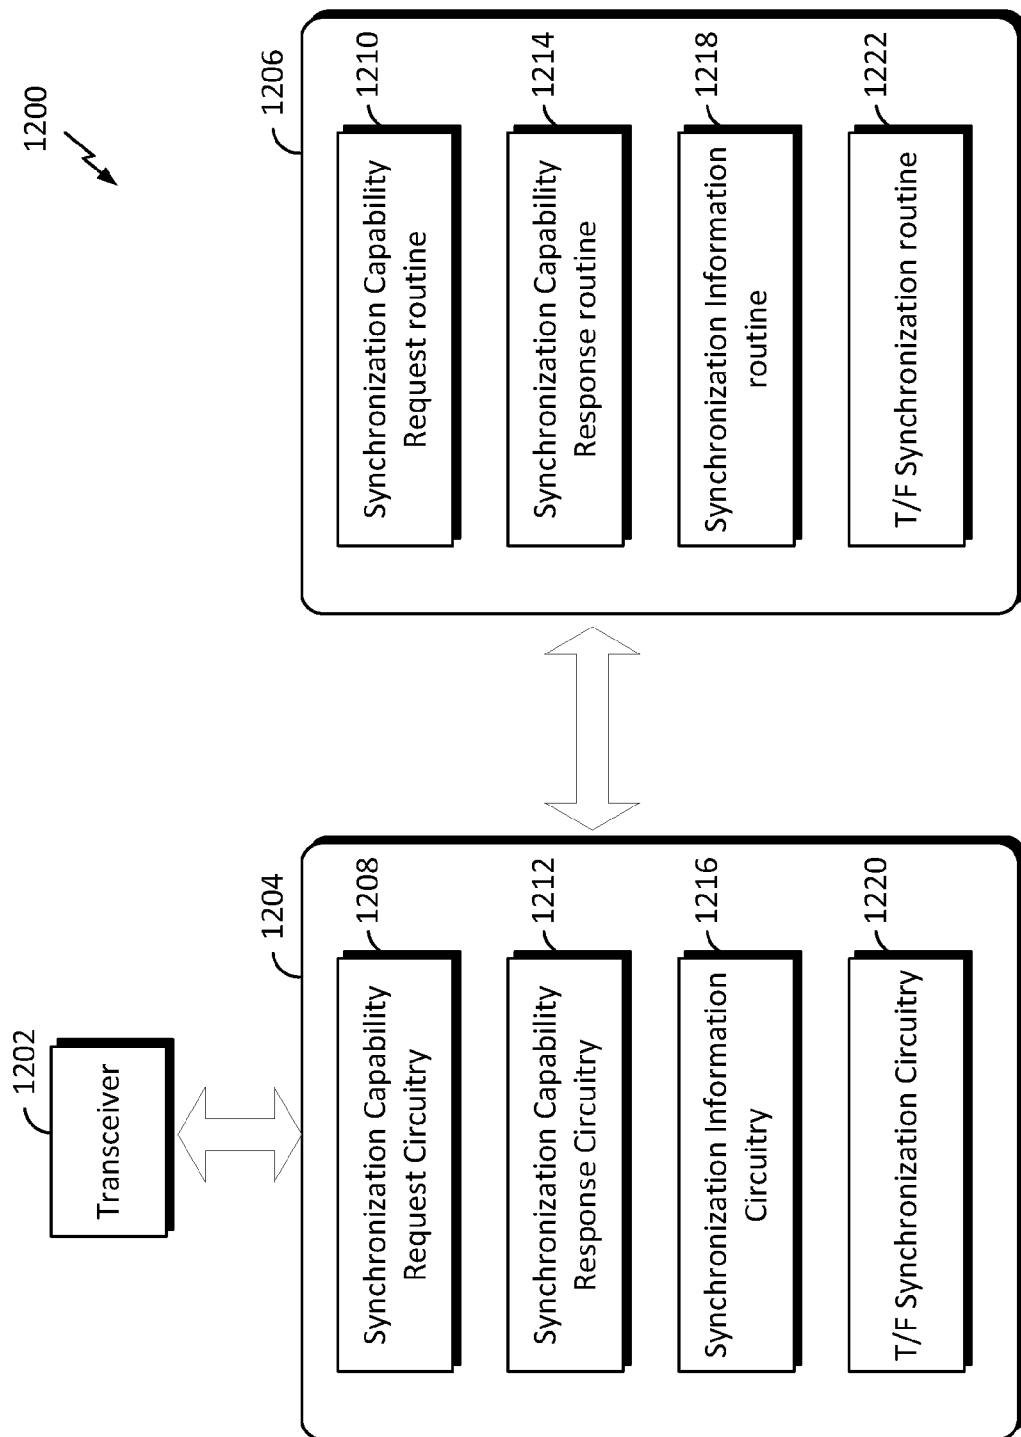 1200
1202
Transceiver
1204
1208
Synchronization Capability
Request Circuitry
1212
Synchronization Capability
Response Circuitry
1216
Synchronization Information
Circuitry
1220
T/F Synchronization Circuitry
1206
1210
Synchronization Capability
Request routine
1214
Synchronization Capability
Response routine
1218
Synchronization Information
routine
1222
T/F Synchronization routine